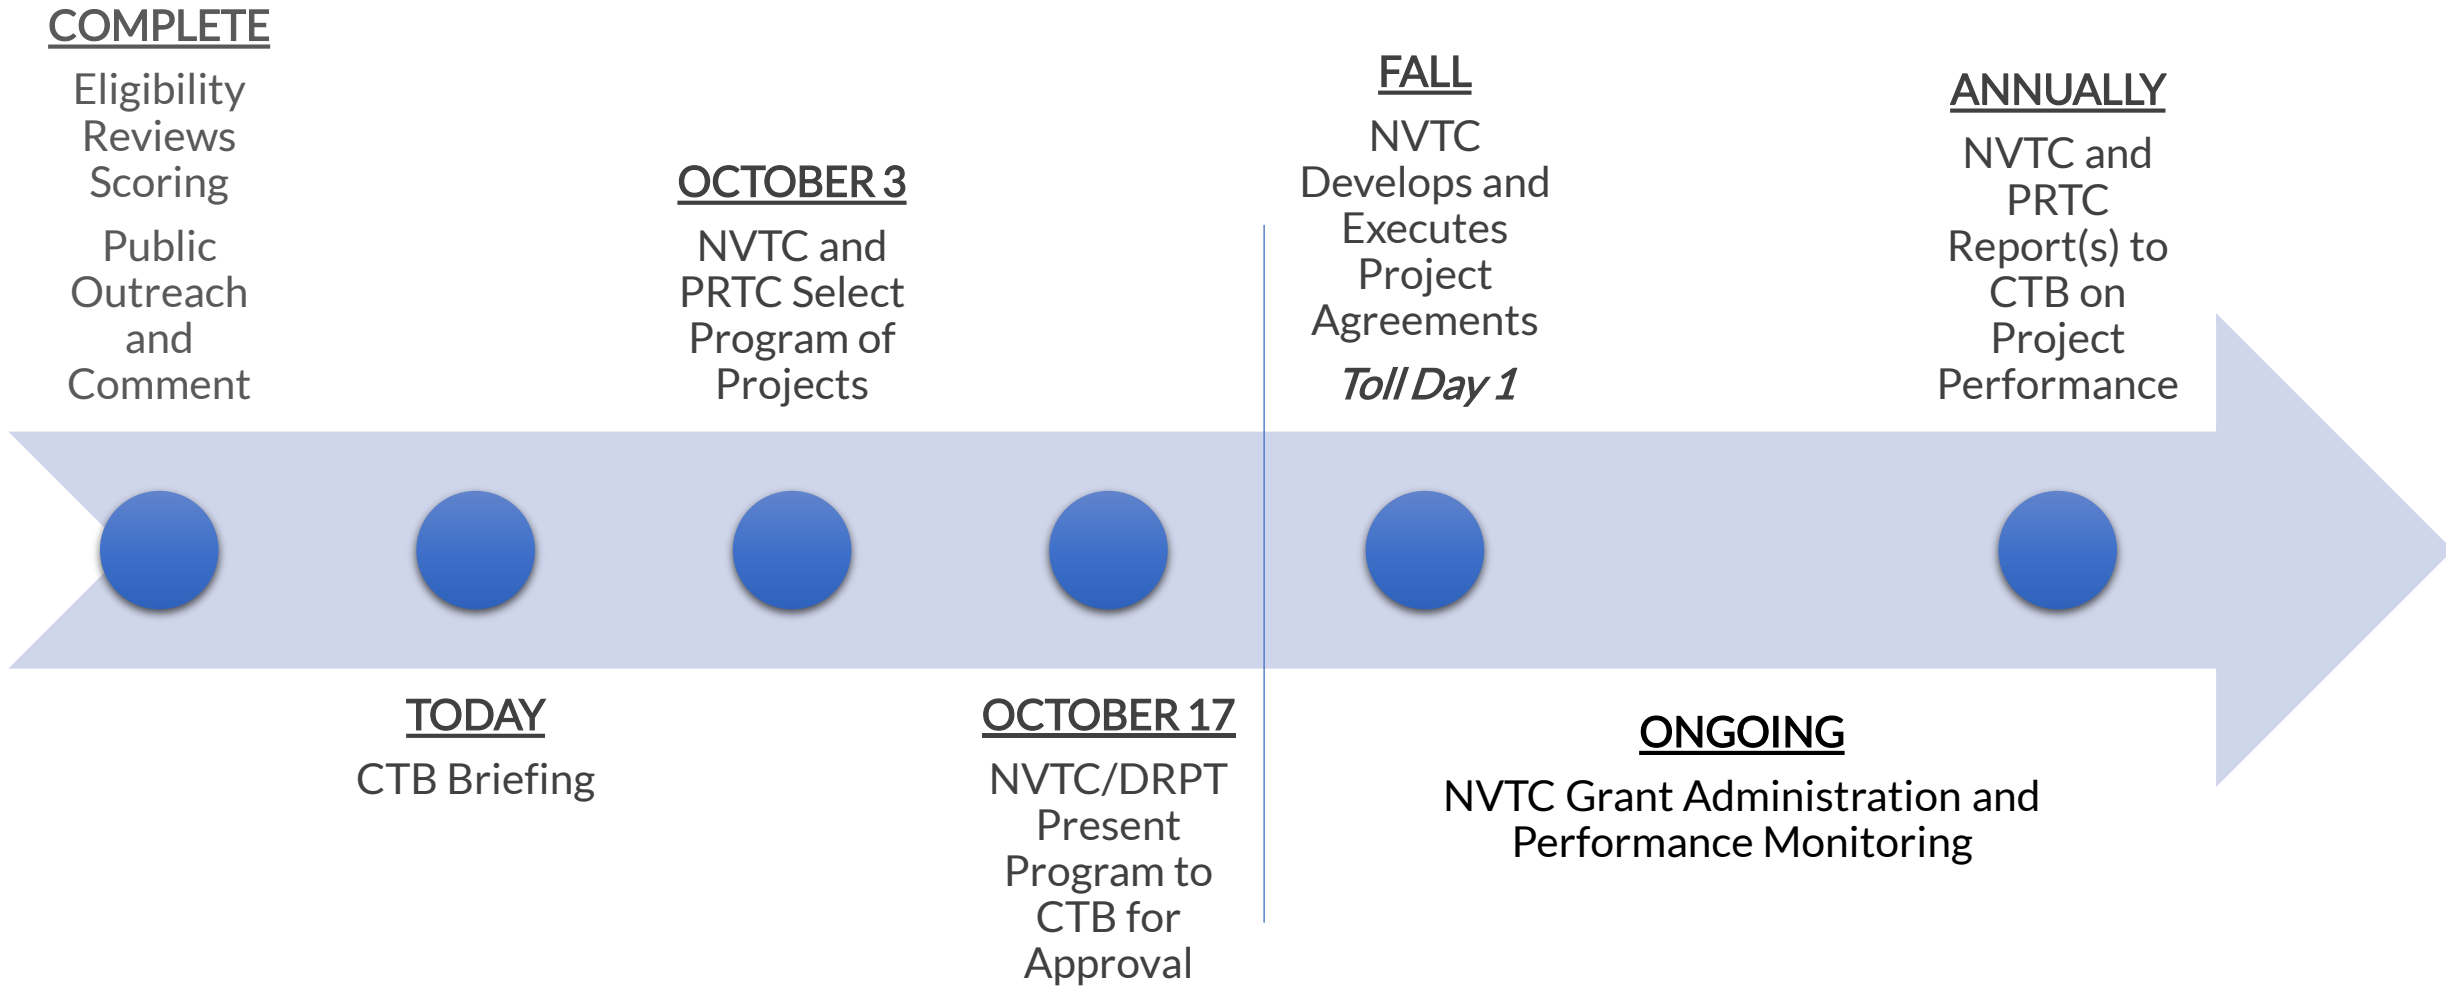 COMPLETE
Eligibility
Reviews
Scoring
Public
Outreach
and
Comment
TODAY
CTB Briefing
OCTOBER 3
NVTC and
PRTC Select
Program of
Projects
OCTOBER 17
NVTC/DRPT
Present
Program to
CTB for
Approval
FALL
NVTC
Develops and
Executes
Project
Agreements
Toll Day 1
ONGOING
NVTC Grant Administration and
Performance Monitoring
ANNUALLY
NVTC and
PRTC
Report(s) to
CTB on
Project
Performance